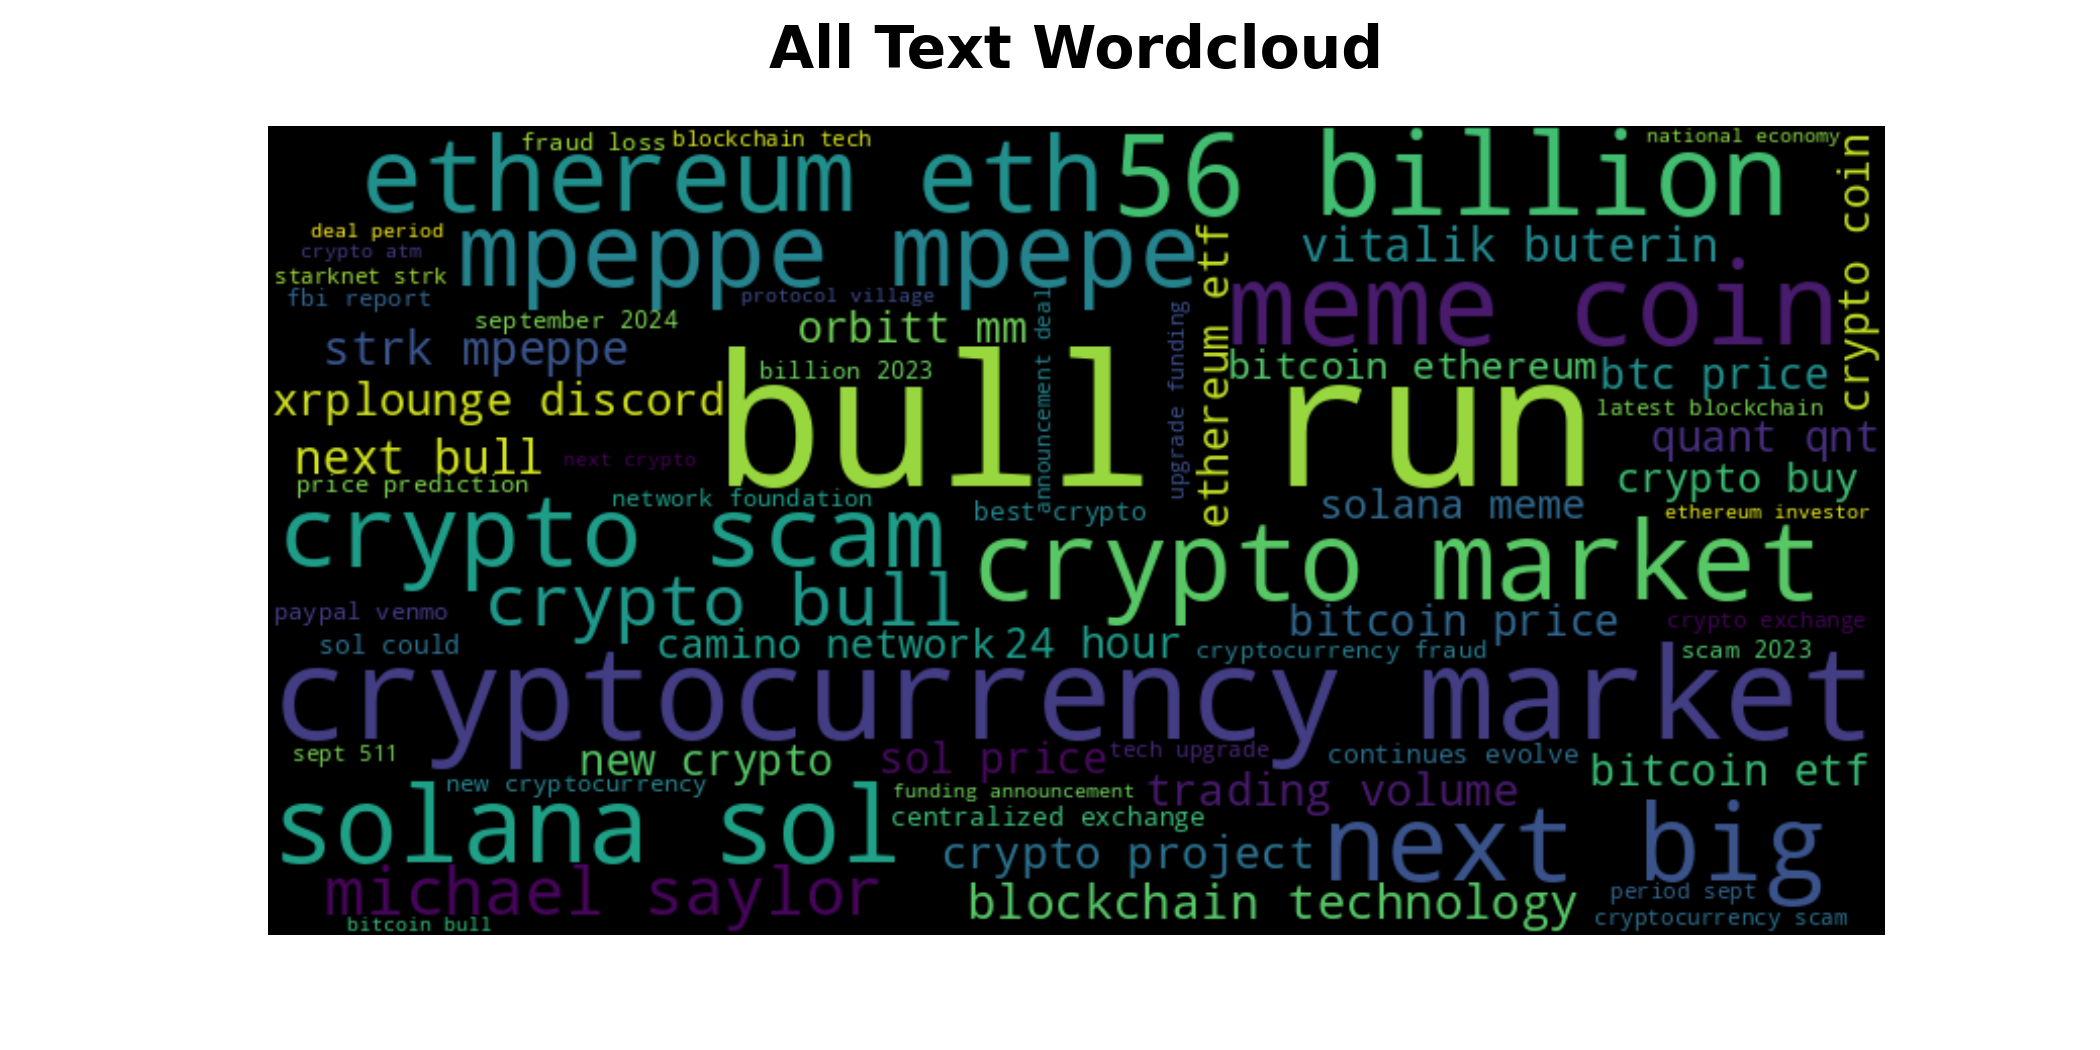 All Text Wordcloud
fraud loss
blockchain tech
national economy
ethereum eth
56 billion
crypto coin
deal period
crypto atm
mpeppe mpepe
vitalik buterin
starknet strk
fbi report
protocol village
meme coin
ethereum etf
september 2024
orbitt mm
announcement deal
upgrade funding
strk mpeppe
billion 2023
bitcoin ethereum
btc price
xrplounge discord
bull run
latest blockchain
quant qnt
next bull
next crypto
price prediction
crypto buy
network foundation
best crypto
solana meme
ethereum investor
crypto scam
crypto market
crypto bull
paypal venmo
bitcoin price
crypto exchange
sol could
camino network
24 hour
cryptocurrency fraud
scam 2023
cryptocurrency market
sept 511
new crypto
sol price
tech upgrade
continues evolve
bitcoin etf
new cryptocurrency
funding announcement
trading volume
solana sol
centralized exchange
crypto project
next big
michael saylor
blockchain technology
period sept
cryptocurrency scam
bitcoin bull